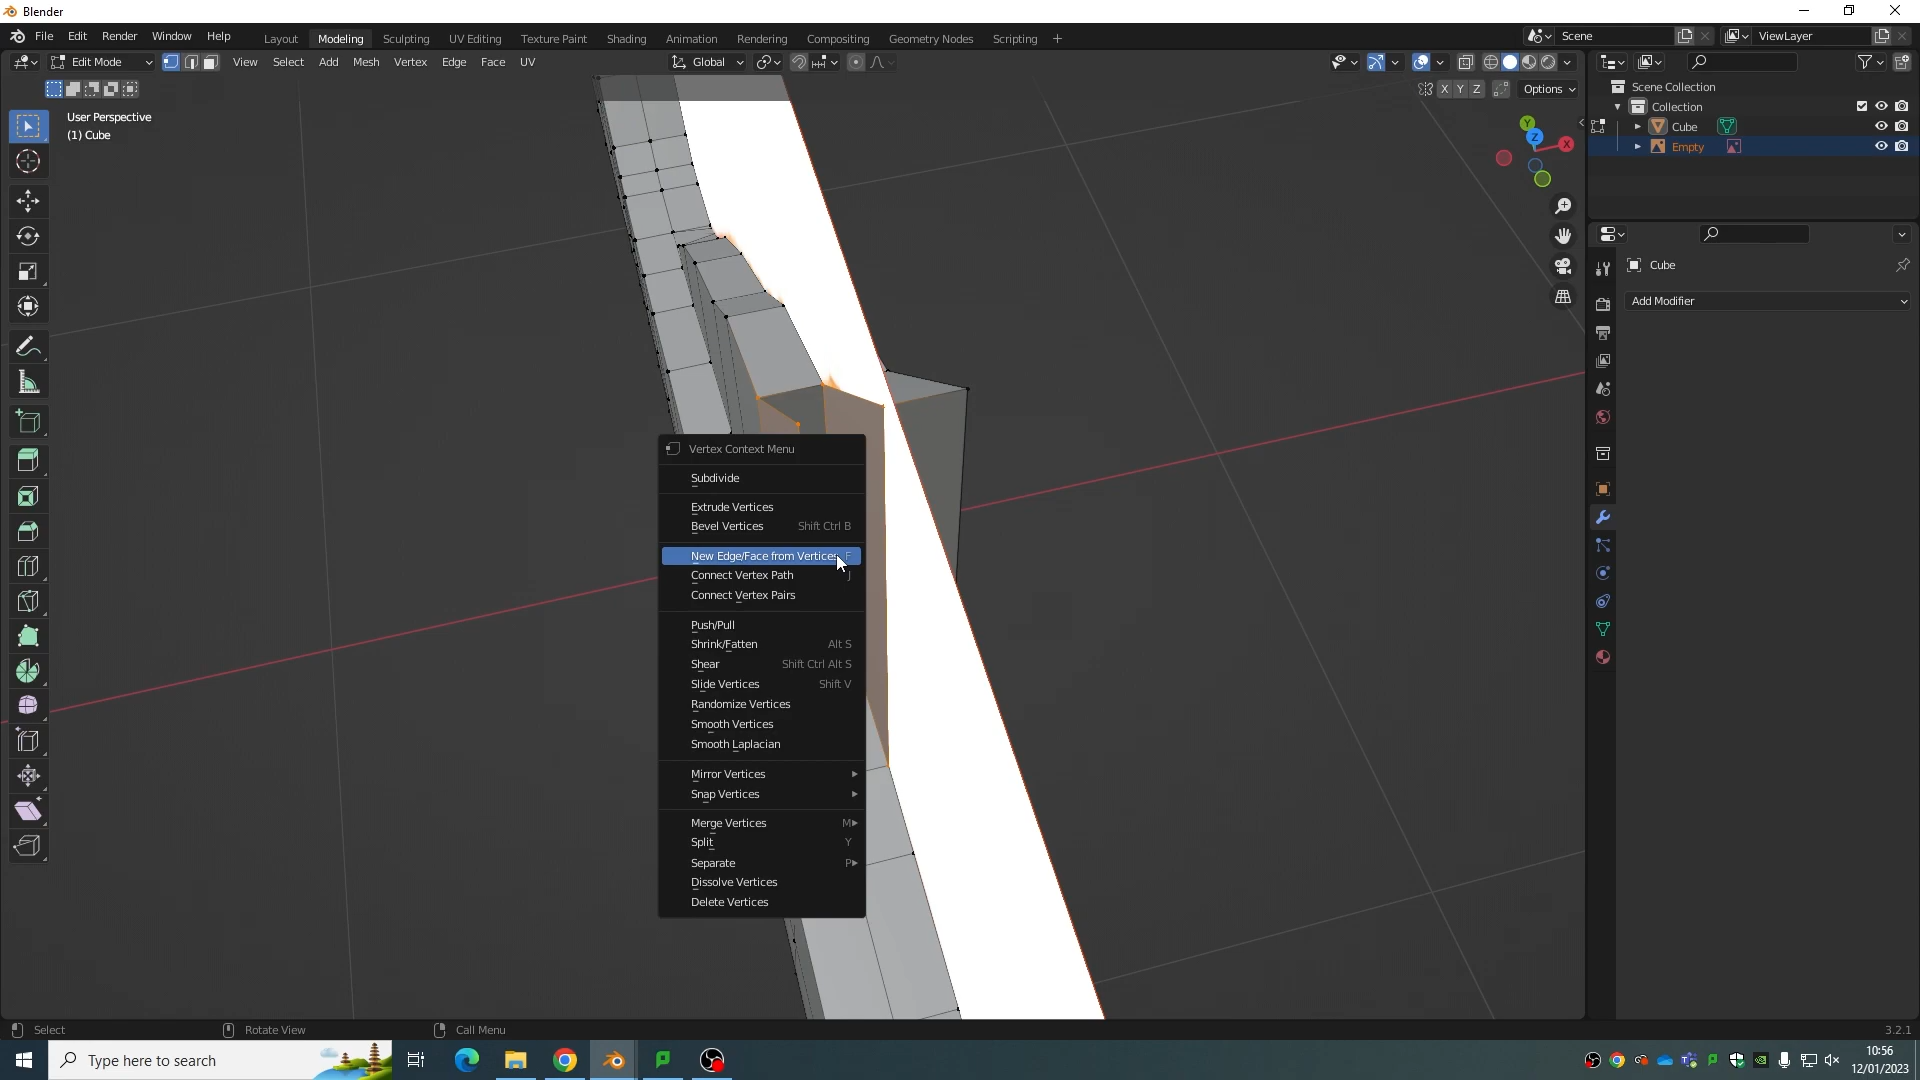 Blender
File Edit Render Window Help
Layout Modeling Sculpting UV Editing Texture Paint Shading Animation Rendering Compositing Geometry Nodes Scripting +
Scene
ViewLayer
Edit Mode
View Select Add Mesh Vertex Edge Face UV
Global
X Y Z
Options
User Perspective
(1) Cube
Y
Z
X
Scene Collection
Collection
Cube
Empty
Cube
Add Modifier
Vertex Context Menu
Subdivide
Extrude Vertices
Bevel Vertices Shift Ctrl B
New Edge/Face from Vertices F
Connect Vertex Path J
Connect Vertex Pairs
Push/Pull
Shrink/Fatten Alt S
Shear Shift Ctrl Alt S
Slide Vertices Shift V
Randomize Vertices
Smooth Vertices
Smooth Laplacian
Mirror Vertices
Snap Vertices
Merge Vertices M
Split Y
Separate P
Dissolve Vertices
Delete Vertices
Select
Rotate View
Call Menu
3.2.1
Type here to search
10:56
12/01/2023